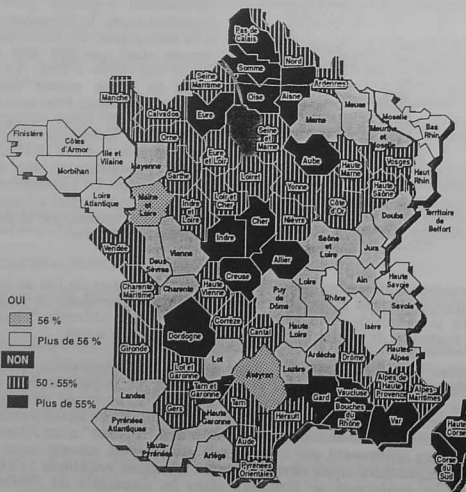 Pas de
Calais
Nord
Somme
Seine
Maritime
Oise
Aisne
Ardennes
Manche
Calvados
Eure
Marne
Meuse
Moselle
Meurthe
et
Moselle
Bas
Rhin
Finistère
Côtes
d'Armor
Ille et
Vilaine
Orne
Eure
et Loir
Seine
et
Marne
Aube
Haute
Marne
Vosges
Haut
Rhin
Morbihan
Mayenne
Sarthe
Loiret
Yonne
Haute
Saône
Territoire
de Belfort
Loire
Atlantique
Maine
et Loire
Indre
et
Loire
Loir et
Cher
Cher
Nièvre
Côte
d'Or
Doubs
Vendée
Deux
Sèvres
Vienne
Indre
Allier
Saône
et
Loire
Jura
OUI
56 %
Plus de 56 %
NON
50 - 55%
Plus de 55%
Charente
Maritime
Charente
Haute
Vienne
Creuse
Puy
de
Dôme
Loire
Rhône
Ain
Haute
Savoie
Savoie
Isère
Gironde
Dordogne
Corrèze
Cantal
Haute
Loire
Ardèche
Drôme
Hautes-
Alpes
Lot
Lot et
Garonne
Tarn et
Garonne
Aveyron
Lozère
Gard
Vaucluse
Alpes de
Haute
Provence
Alpes-
Maritimes
Landes
Gers
Haute
Garonne
Tarn
Herault
Bouches
du
Rhône
Var
Pyrénées
Atlantiques
Hautes-
Pyrénées
Ariège
Aude
Pyrénées
Orientales
Haute
Corse
Corse
du
Sud